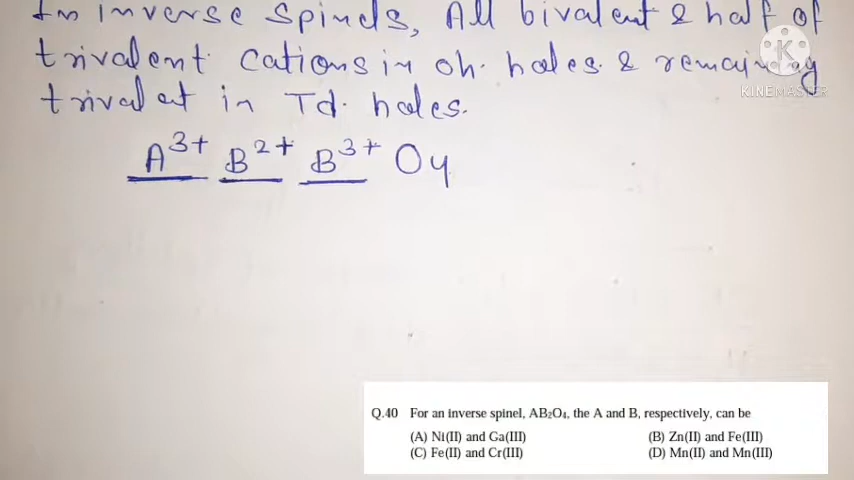 In inverse Spinels, All bivalent & half of
trivalent cations in oh. holes. & remaining
trivalent in Td. holes.
KINEMASTER
A3+ B2+ B3+ O4
Q.40 For an inverse spinel, AB₂O₄, the A and B, respectively, can be
(A) Ni(II) and Ga(III) (B) Zn(II) and Fe(III)
(C) Fe(II) and Cr(III) (D) Mn(II) and Mn(III)